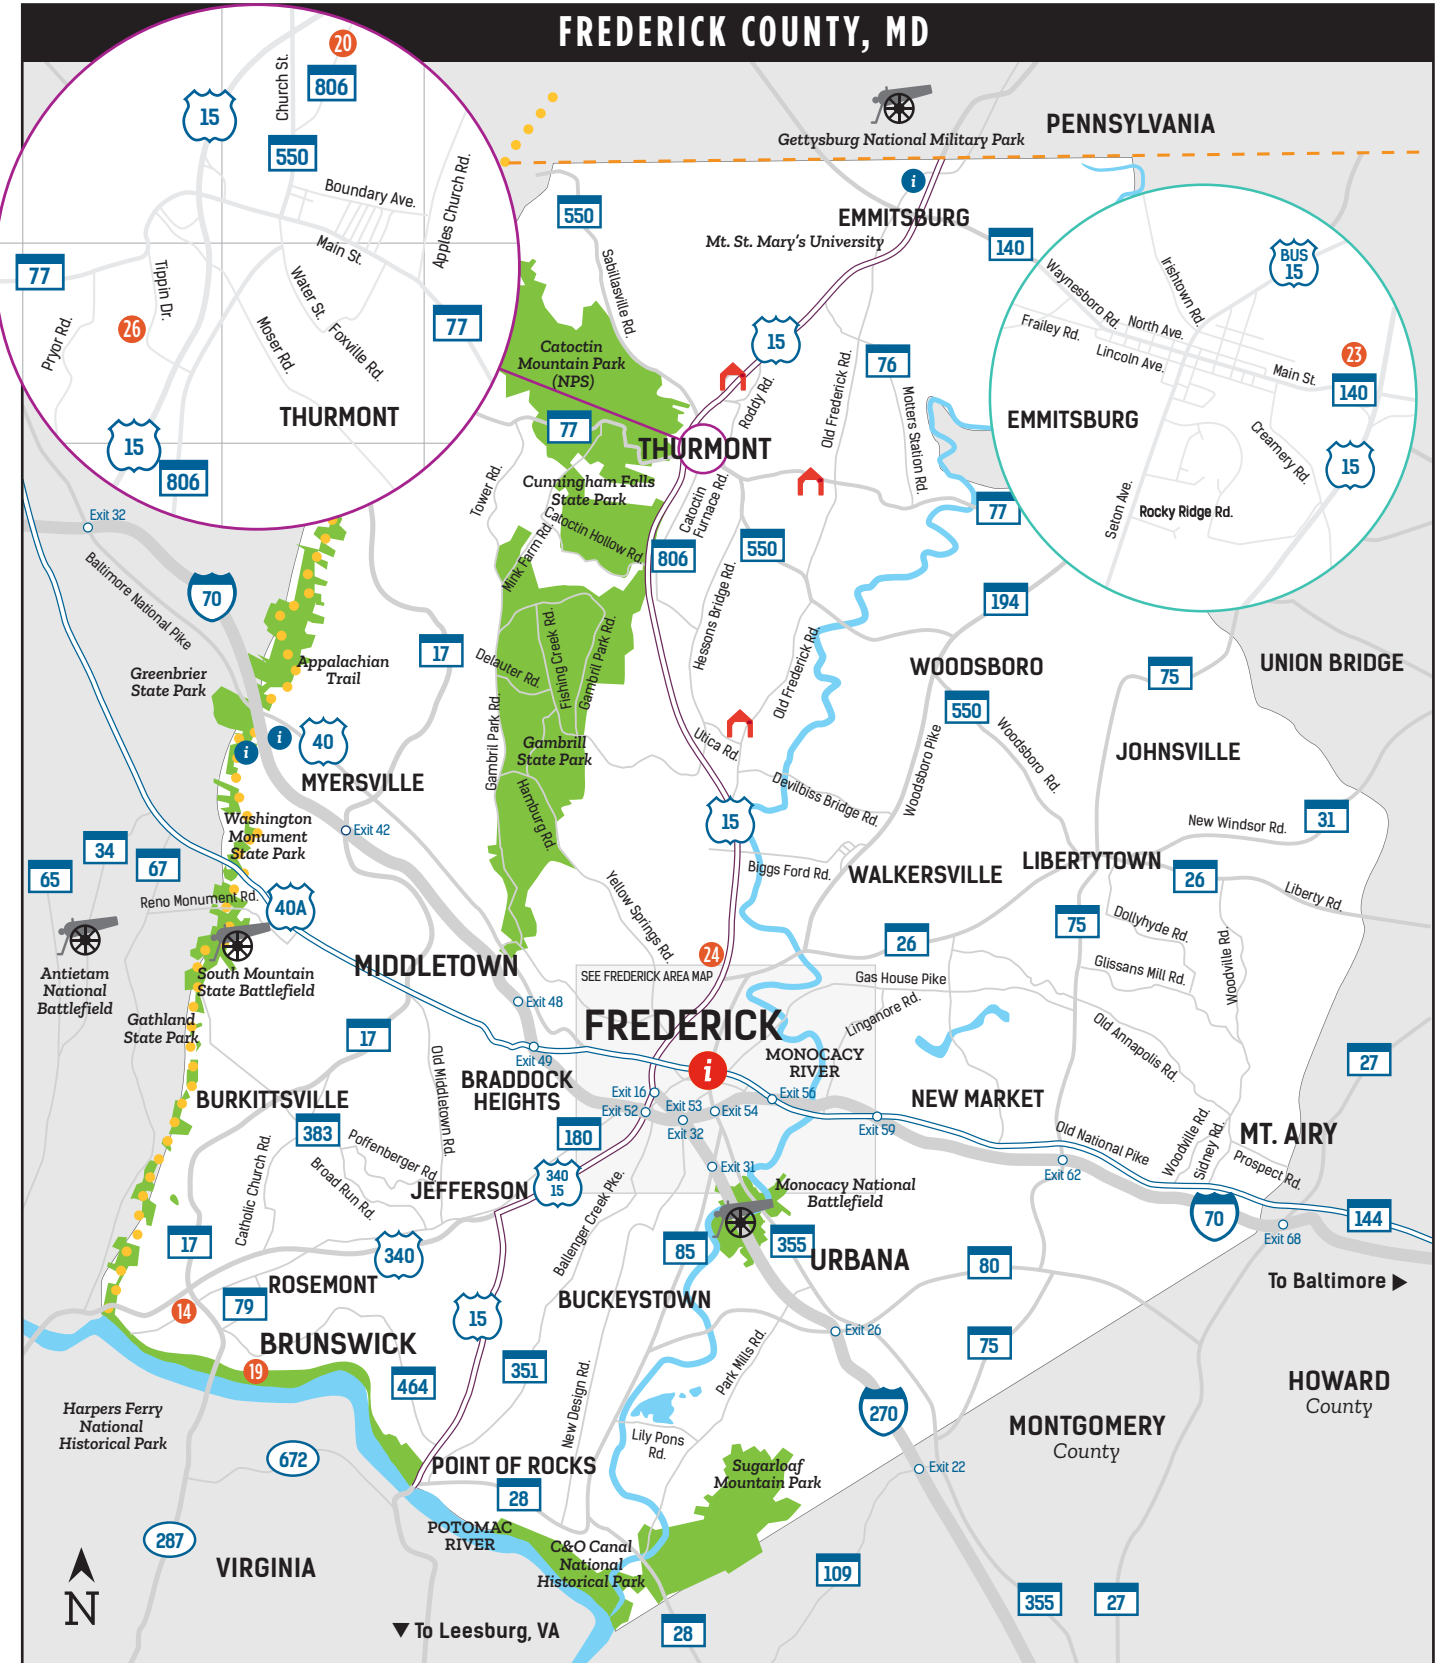 FREDERICK COUNTY, MD
20
806
15
Church St.
550
Boundary Ave.
Apples Church Rd.
Main St.
77
Tippin Dr.
Water St.
26
Pryor Rd.
Moser Rd.
Foxville Rd.
77
THURMONT
15
806
Gettysburg National Military Park
PENNSYLVANIA
i
EMMITSBURG
Mt. St. Mary's University
550
140
Sabillasville Rd.
BUS
15
Irishtown Rd.
Waynesboro Rd.
North Ave.
Frailey Rd.
Lincoln Ave.
23
Main St.
140
EMMITSBURG
Creamery Rd.
15
Seton Ave.
Rocky Ridge Rd.
15
Catoctin
Mountain Park
(NPS)
76
Roddy Rd.
Old Frederick Rd.
Motters Station Rd.
77
THURMONT
Tower Rd.
Cunningham Falls
State Park
Catoctin
Furnace Rd.
77
Exit 32
Catoctin Hollow Rd.
Mink Farm Rd.
806
550
Baltimore National Pike
70
194
Hessons Bridge Rd.
17
Fishing Creek Rd.
Gambril Park Rd.
Delauter Rd.
Old Frederick Rd.
Appalachian
Trail
Greenbrier
State Park
WOODSBORO
75
UNION BRIDGE
550
i
i
40
Gambril Park Rd.
Gambrill
State Park
Utica Rd.
Woodsboro Pike
Woodsboro Rd.
JOHNSVILLE
MYERSVILLE
Hamburg Rd.
Devilbiss Bridge Rd.
15
31
New Windsor Rd.
Washington
Monument
State Park
Exit 42
34
67
65
Biggs Ford Rd.
WALKERSVILLE
LIBERTYTOWN
26
Liberty Rd.
Reno Monument Rd.
40A
Yellow Springs Rd.
75
Dollyhyde Rd.
26
24
Woodville Rd.
Antietam
National
Battlefield
South Mountain
State Battlefield
MIDDLETOWN
SEE FREDERICK AREA MAP
Gas House Pike
Glissans Mill Rd.
Exit 48
Linganore Rd.
Gathland
State Park
17
FREDERICK
Old Annapolis Rd.
Exit 49
i
MONOCACY
RIVER
27
Old Middletown Rd.
BRADDOCK
HEIGHTS
BURKITTSVILLE
Exit 16
Exit 52
Exit 53
Exit 32
Exit 54
Exit 56
NEW MARKET
Exit 59
383
Poffenberger Rd.
180
Old National Pike
Woodville Rd.
Sidney Rd.
MT. AIRY
Prospect Rd.
Catholic Church Rd.
Broad Run Rd.
JEFFERSON
340
15
Exit 31
Exit 62
Monocacy National
Battlefield
70
144
Exit 68
17
340
Ballenger Creek Pke.
85
355
URBANA
80
To Baltimore
ROSEMONT
14
79
15
BUCKEYSTOWN
BRUNSWICK
Exit 26
75
19
464
351
New Design Rd.
Park Mills Rd.
270
HOWARD
County
Harpers Ferry
National
Historical Park
MONTGOMERY
County
Lily Pons
Rd.
672
POINT OF ROCKS
28
Sugarloaf
Mountain Park
Exit 22
287
POTOMAC
RIVER
C&O Canal
National
Historical Park
VIRGINIA
109
N
355
27
To Leesburg, VA
28